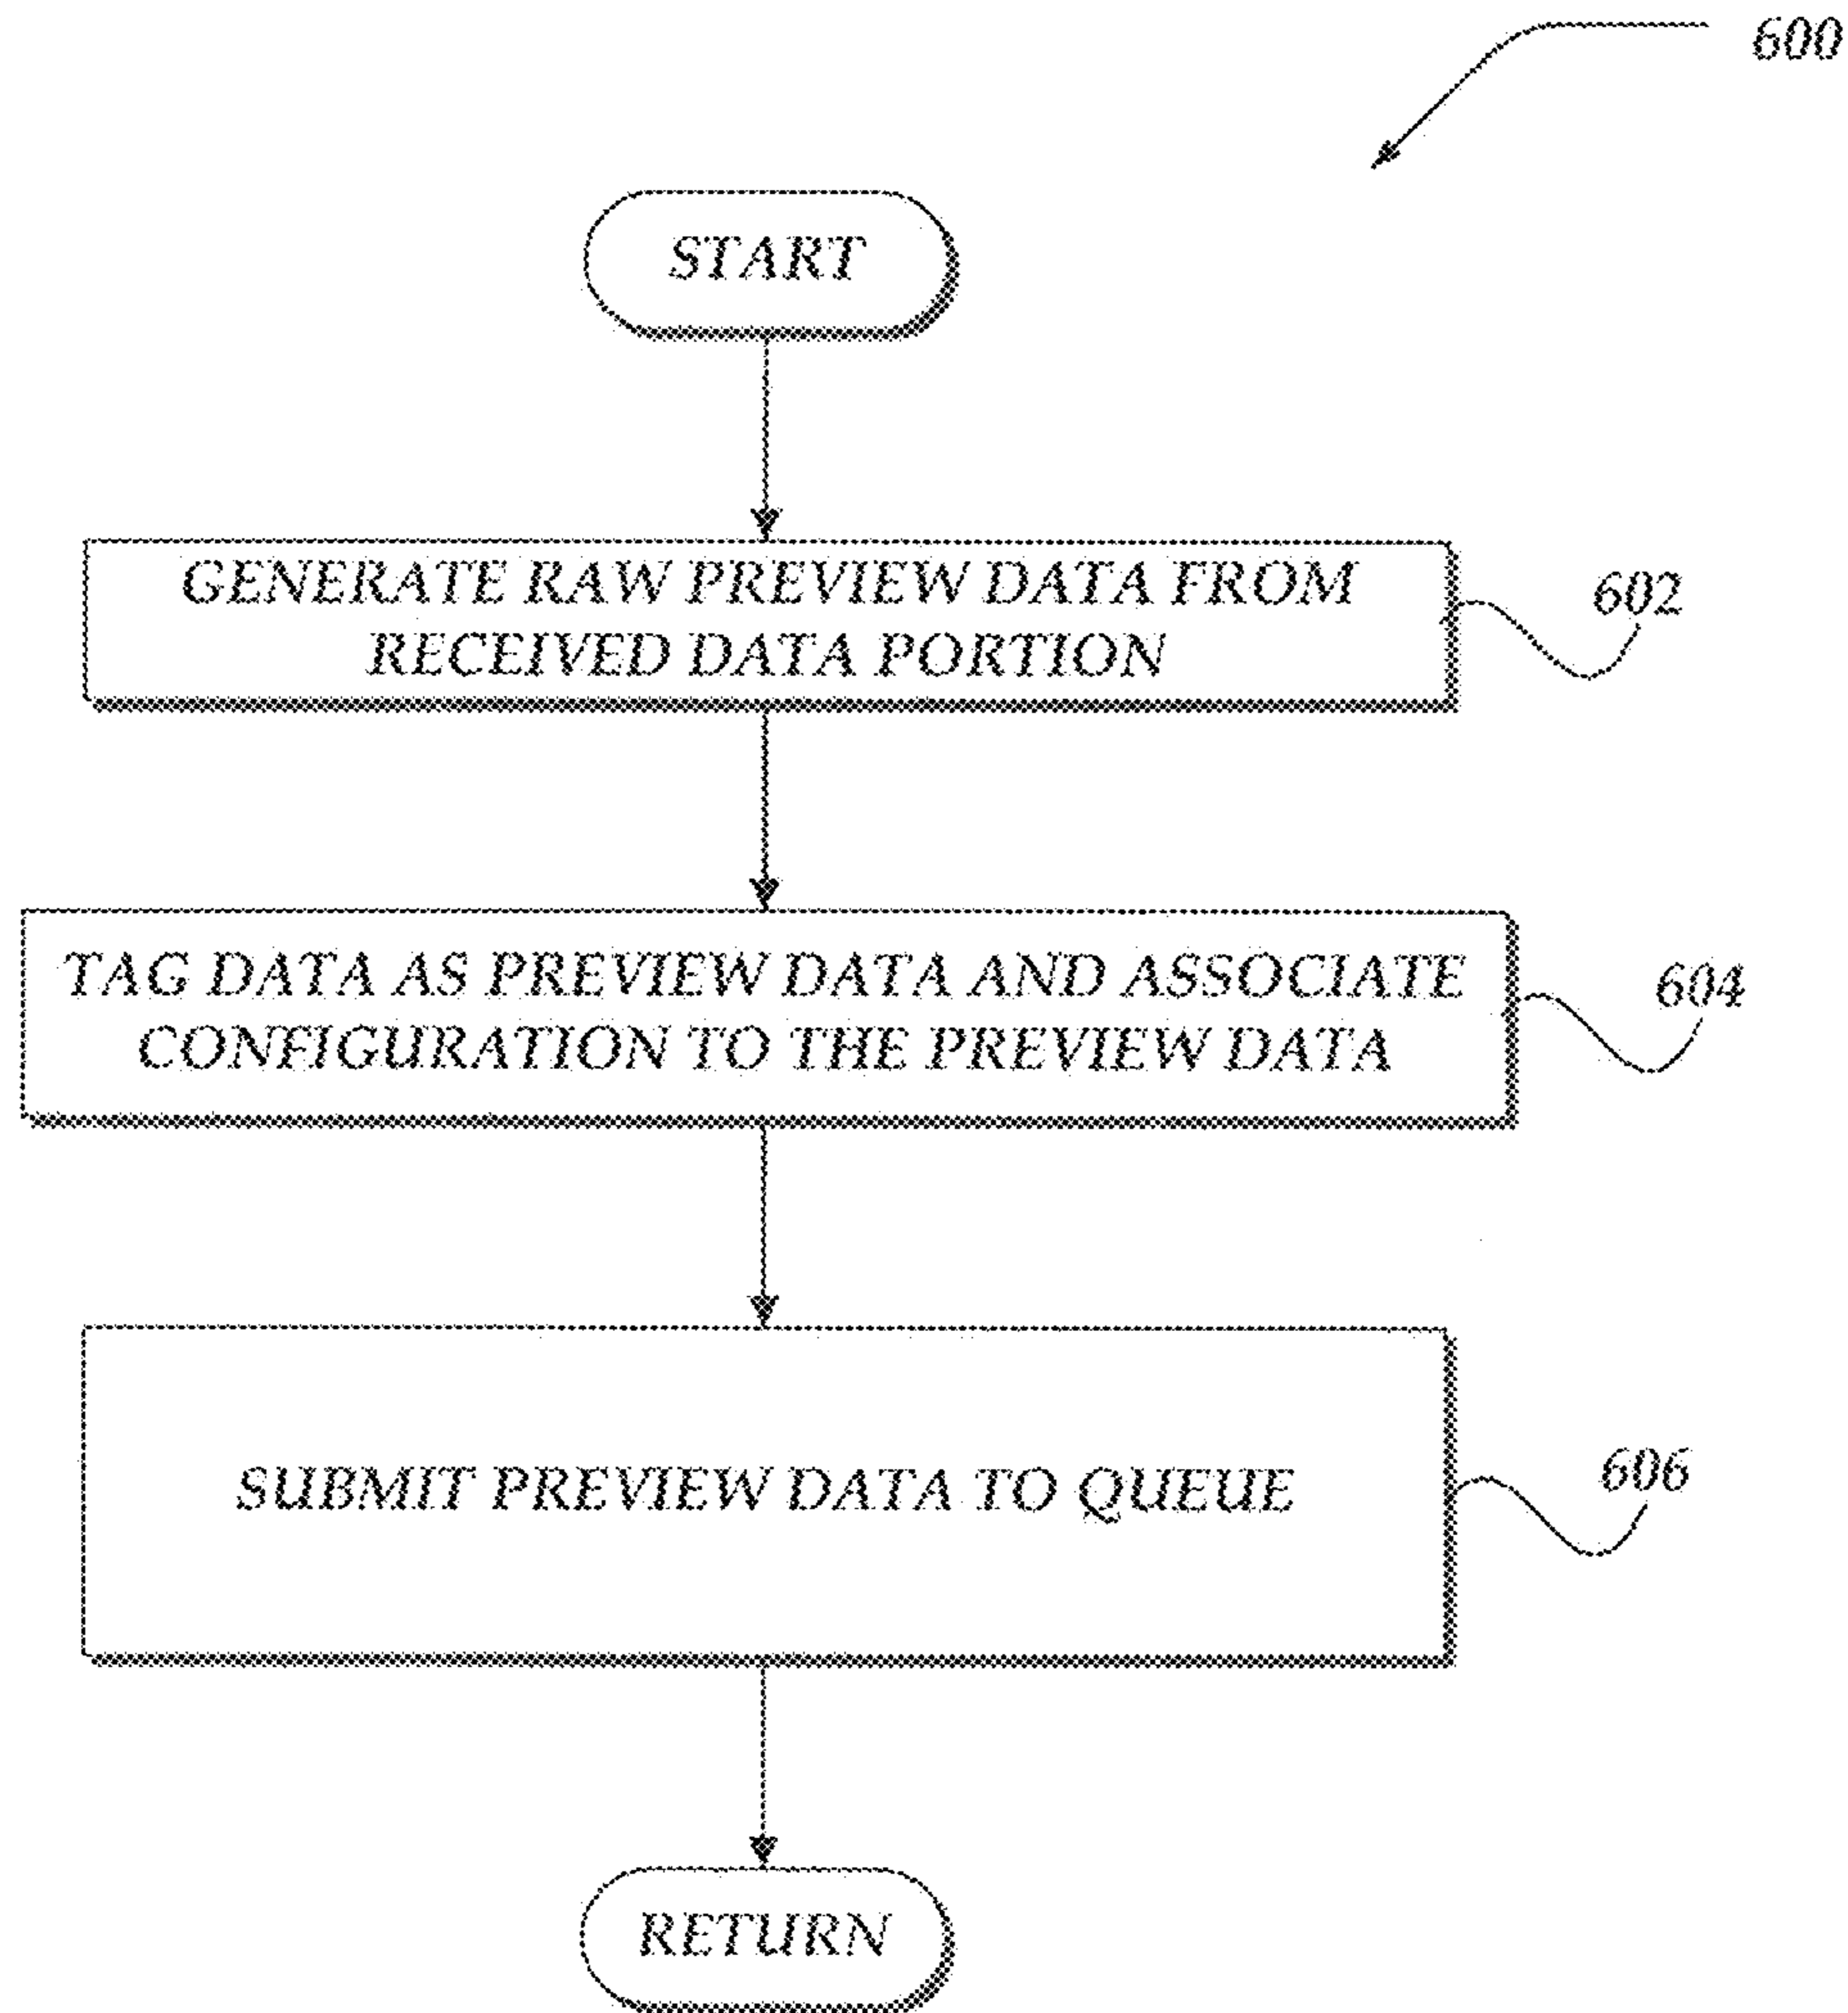 600
START
GENERATE RAW PREVIEW DATA FROM
RECEIVED DATA PORTION
602
TAG DATA AS PREVIEW DATA AND ASSOCIATE
CONFIGURATION TO THE PREVIEW DATA
604
SUBMIT PREVIEW DATA TO QUEUE
606
RETURN